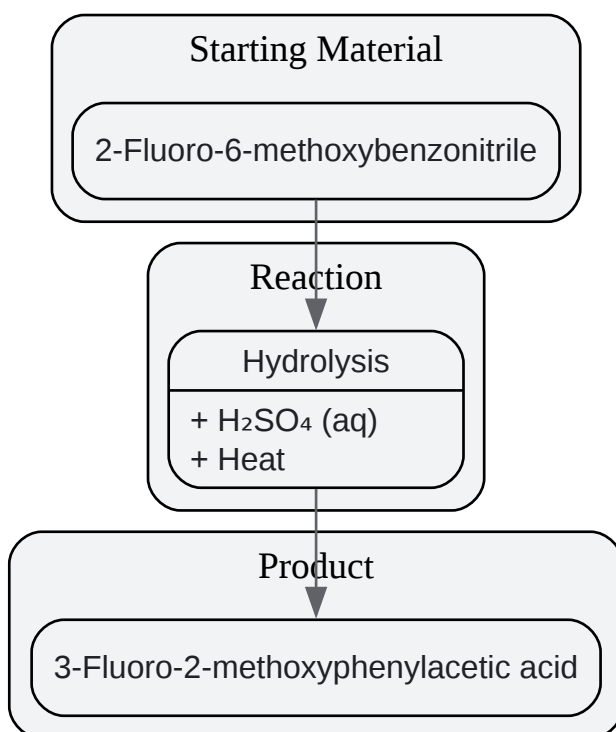 Starting Material
2-Fluoro-6-methoxybenzonitrile
Reaction
Hydrolysis
+ H₂SO₄ (aq)
+ Heat
Product
3-Fluoro-2-methoxyphenylacetic acid